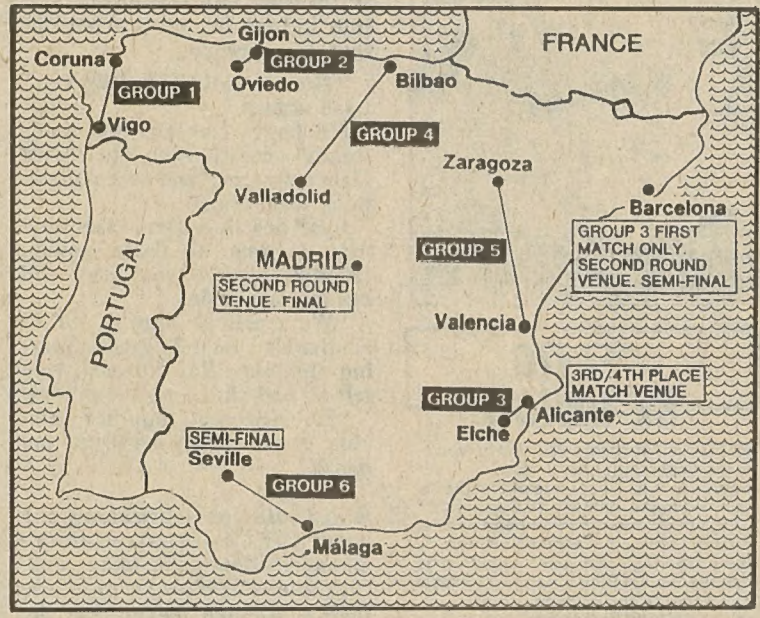 Gijon
FRANCE
Coruna
GROUP 2
Oviedo
Bilbao
GROUP 1
Vigo
GROUP 4
Zaragoza
Valladolid
Barcelona
GROUP 3 FIRST
MATCH ONLY.
SECOND ROUND
VENUE. SEMI-FINAL
PORTUGAL
MADRID
SECOND ROUND
VENUE. FINAL
GROUP 5
Valencia
3RD/4TH PLACE
MATCH VENUE
GROUP 3
Alicante
Elche
SEMI-FINAL
Seville
GROUP 6
Málaga